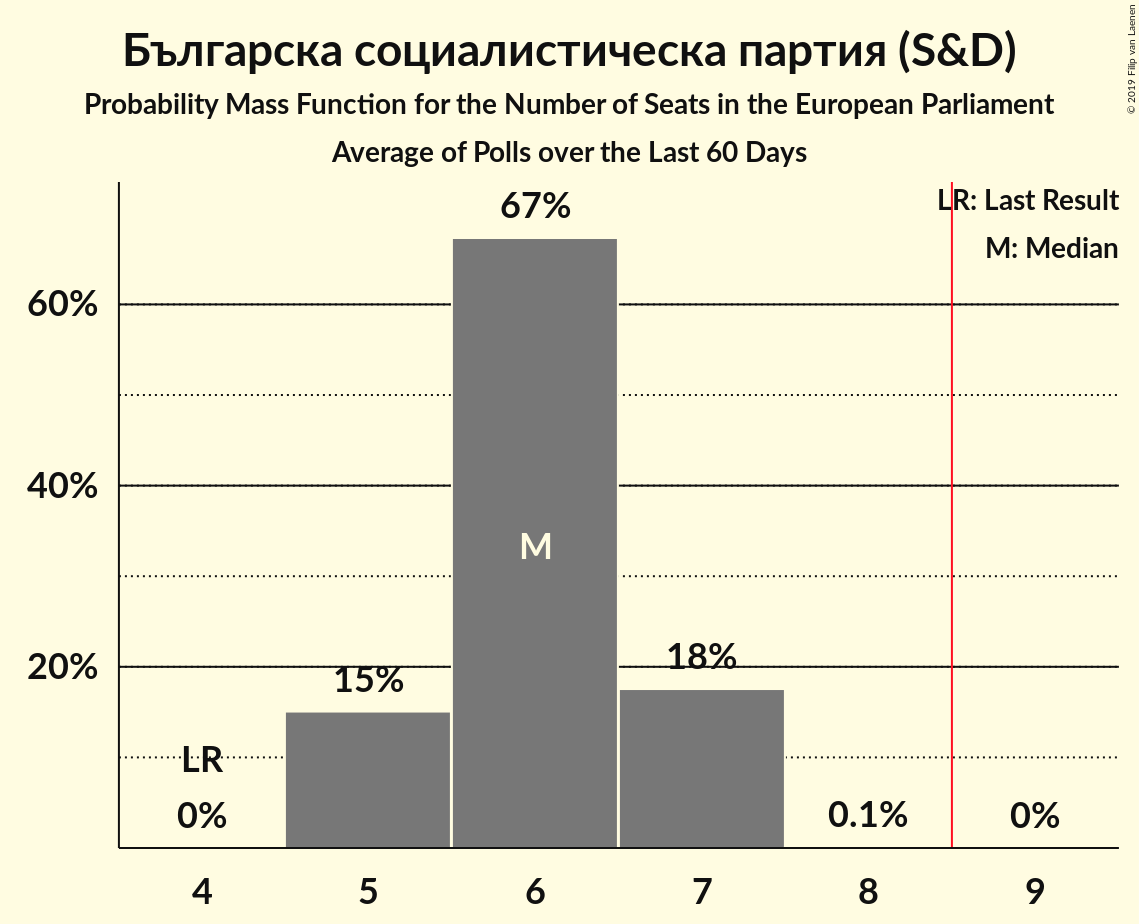 Българска социалистическа партия (S&D)
Probability Mass Function for the Number of Seats in the European Parliament
Average of Polls over the Last 60 Days
© 2019 Filip van Laenen
LR: Last Result
M: Median
67%
60%
40%
M
20%
18%
15%
LR
0%
0.1%
0%
4 5 6 7 8 9